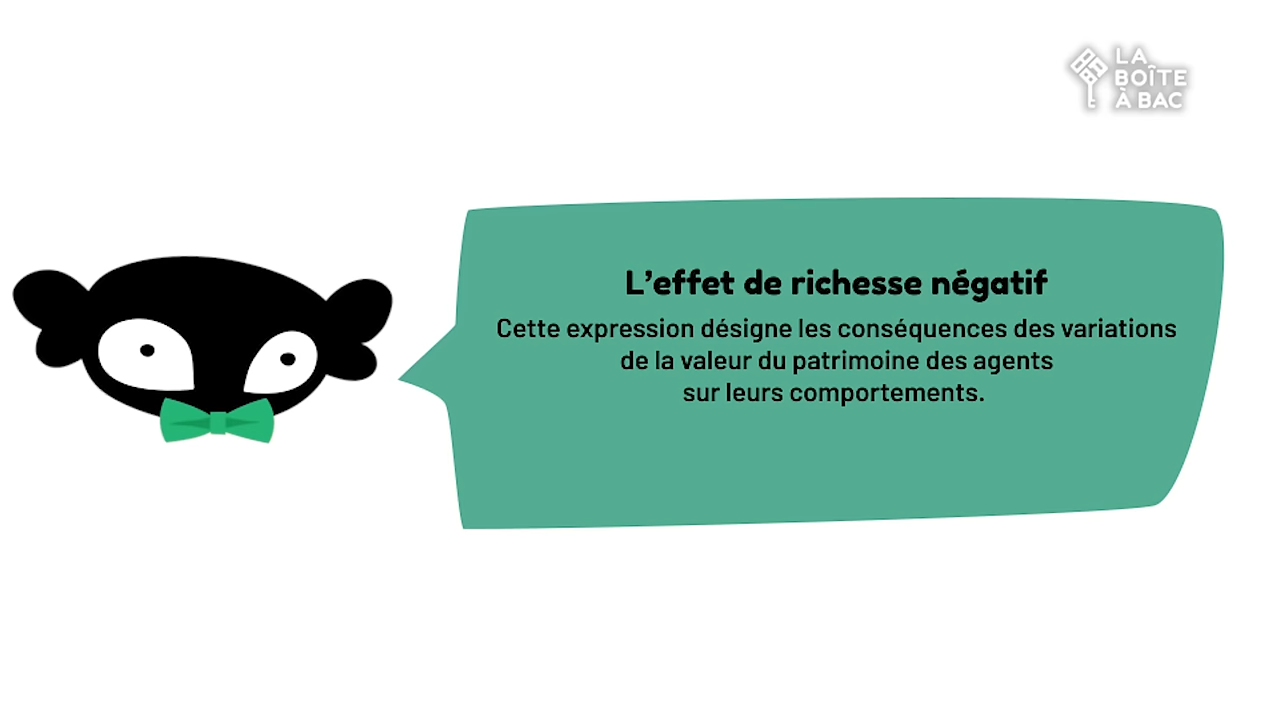 LA
BOÎTE
À BAC
L'effet de richesse négatif
Cette expression désigne les conséquences des variations
de la valeur du patrimoine des agents
sur leurs comportements.